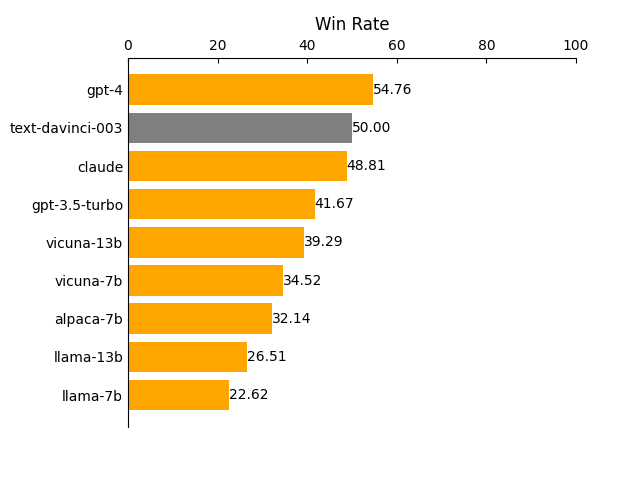 Win Rate
0 20 40 60 80 100
gpt-4 54.76
text-davinci-003 50.00
claude 48.81
gpt-3.5-turbo 41.67
vicuna-13b 39.29
vicuna-7b 34.52
alpaca-7b 32.14
llama-13b 26.51
llama-7b 22.62